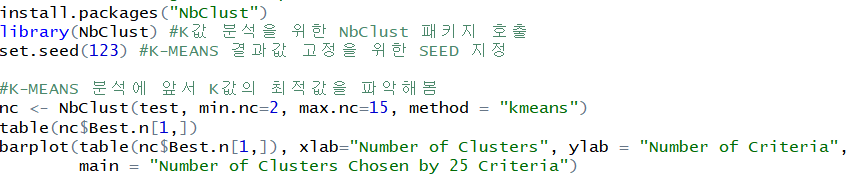 install.packages("NbClust")
library(NbClust) #K값 분석을 위한 NbClust 패키지 호출
set.seed(123) #K-MEANS 결과값 고정을 위한 SEED 지정
#K-MEANS 분석에 앞서 K값의 최적값을 파악해봄
nc <- NbClust(test, min.nc=2, max.nc=15, method = "kmeans")
table(nc$Best.n[1,])
barplot(table(nc$Best.n[1,]), xlab="Number of Clusters", ylab = "Number of Criteria",
main = "Number of Clusters Chosen by 25 Criteria")